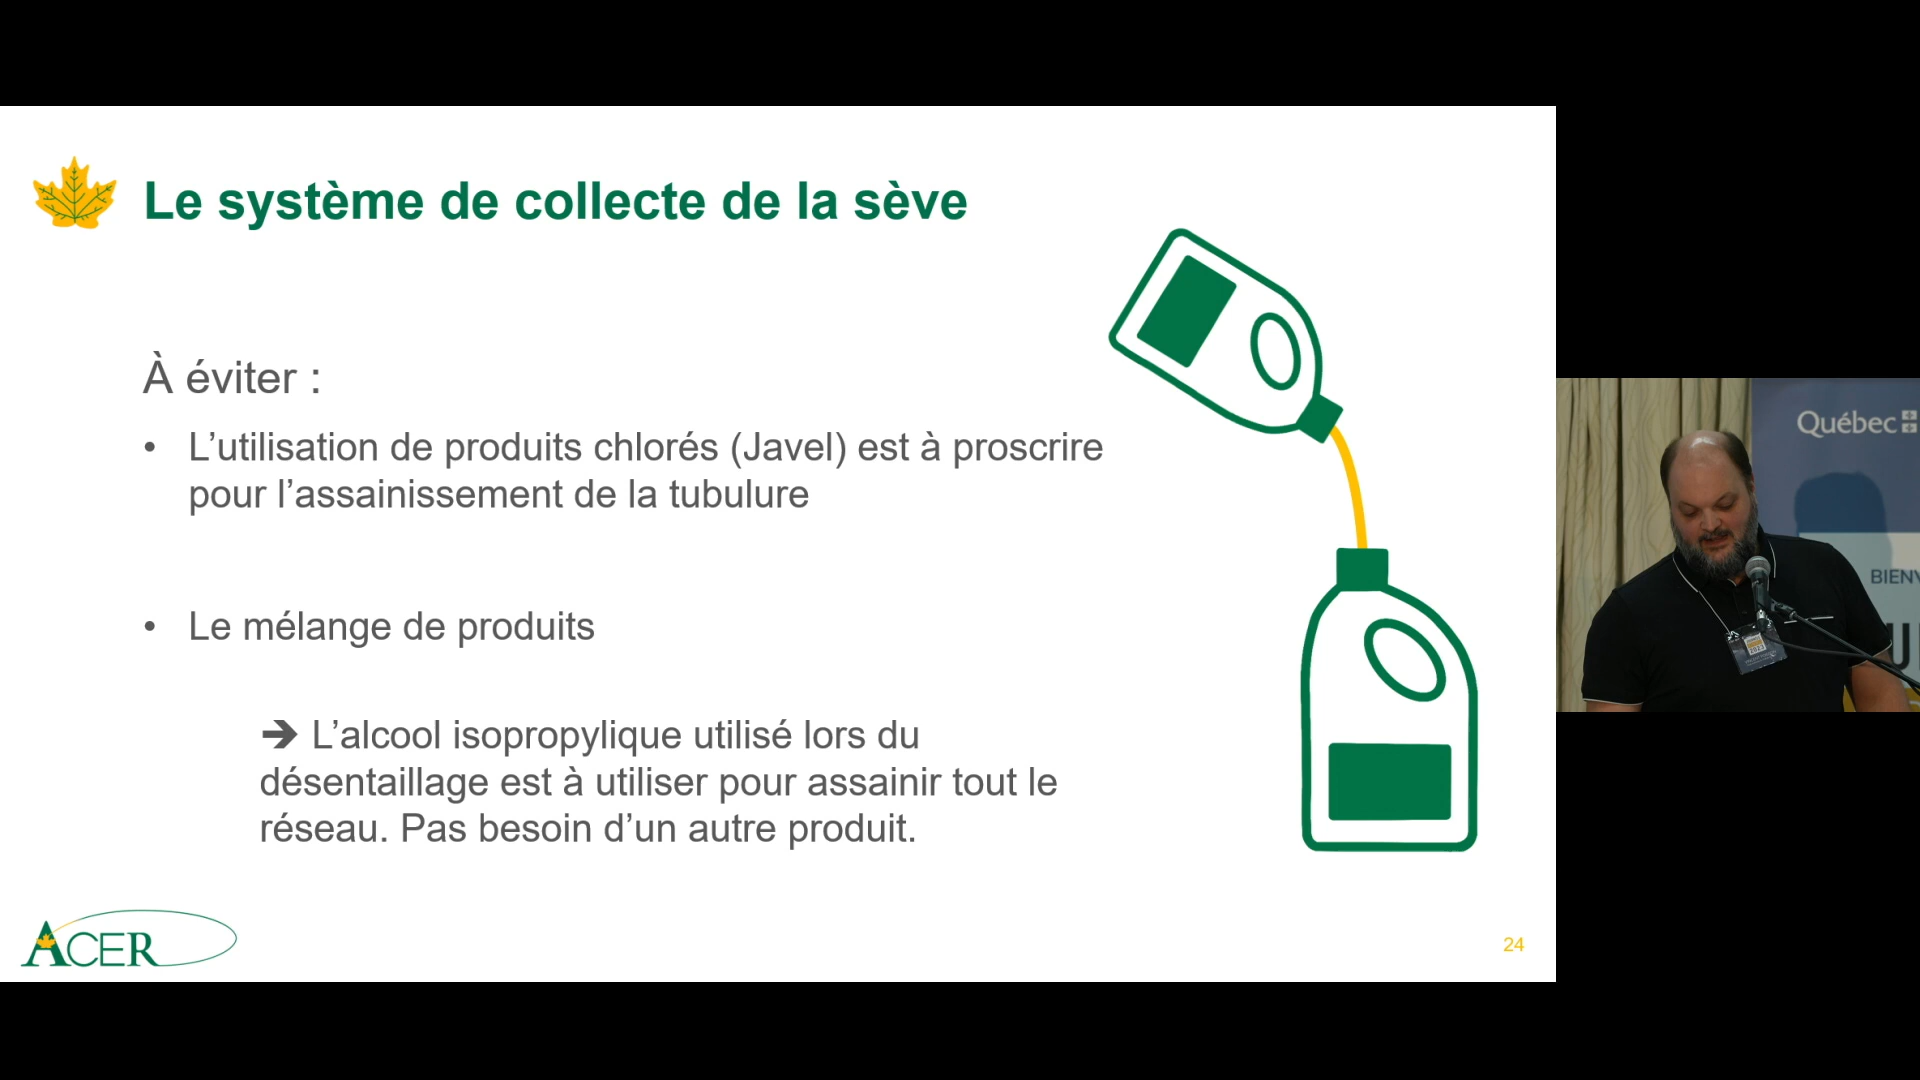 Le système de collecte de la sève
À éviter :
• L’utilisation de produits chlorés (Javel) est à proscrire
pour l’assainissement de la tubulure
• Le mélange de produits
➔ L’alcool isopropylique utilisé lors du
désentaillage est à utiliser pour assainir tout le
réseau. Pas besoin d’un autre produit.
ACER
24
Québec
BIENV